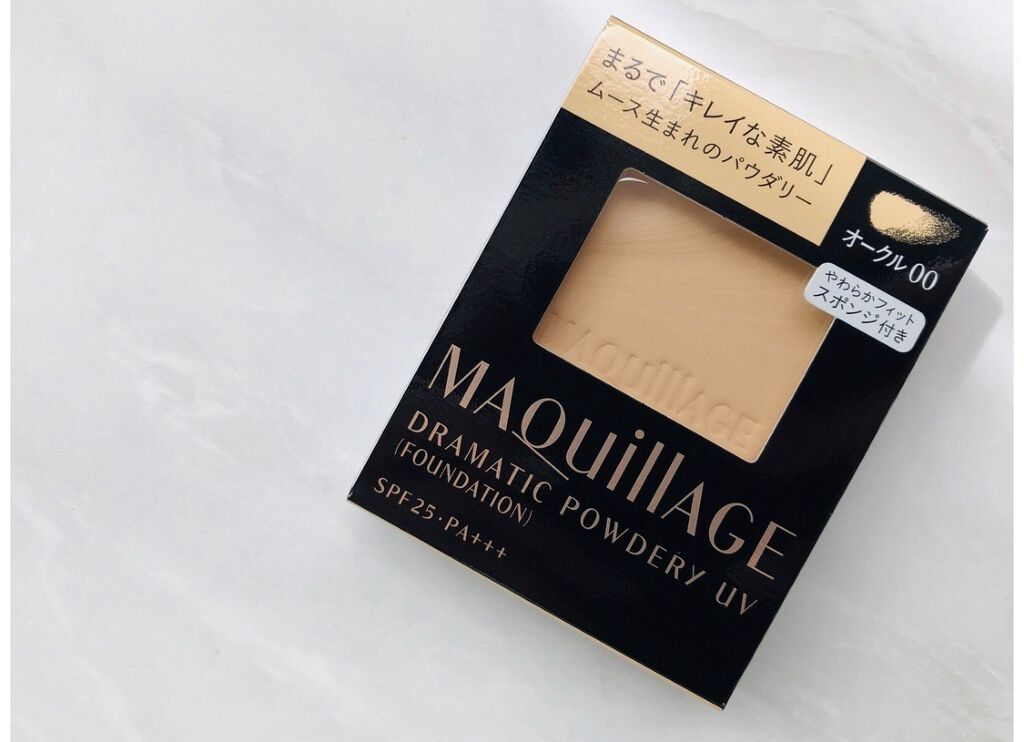 まるで「キレイな素肌」
ムース生まれのパウダリー
オークル00
やわらかフィット
スポンジ付き
MAQuillAGE
MAQuillAGE
DRAMATIC POWDERY UV
(FOUNDATION)
SPF25・PA+++